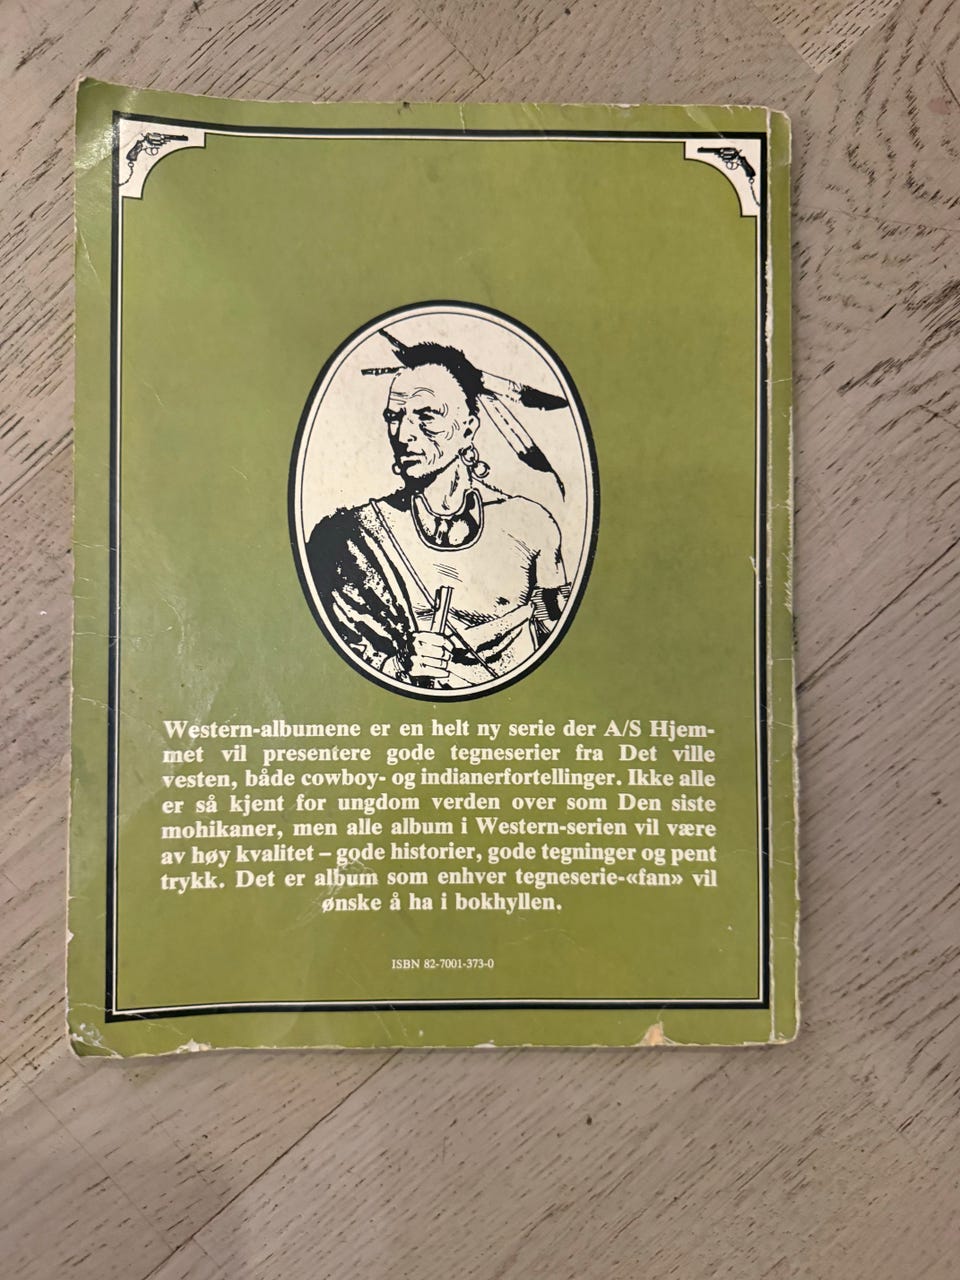 Western-albumene er en helt ny serie der A/S Hjem-
met vil presentere gode tegneserier fra Det ville
vesten, både cowboy- og indianerfortellinger. Ikke alle
er så kjent for ungdom verden over som Den siste
mohikaner, men alle album i Western-serien vil være
av høy kvalitet – gode historier, gode tegninger og pent
trykk. Det er album som enhver tegneserie-«fan» vil
ønske å ha i bokhyllen.
ISBN 82-7001-373-0